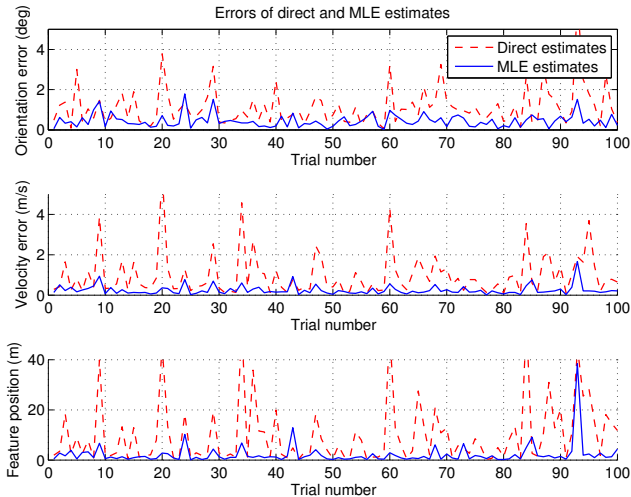 Errors of direct and MLE estimates
Orientation error (deg)
4
2
0
Direct estimates
MLE estimates
0 10 20 30 40 50 60 70 80 90 100
Trial number
Velocity error (m/s)
4
2
0
0 10 20 30 40 50 60 70 80 90 100
Trial number
Feature position (m)
40
20
0
0 10 20 30 40 50 60 70 80 90 100
Trial number